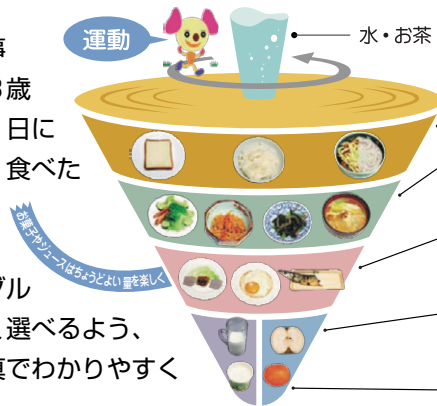 運動
水・お茶
事
歳
日に
食べた
お菓子やジュースはちょうどよい量を楽しく
ブル
選べるよう、
真でわかりやすく